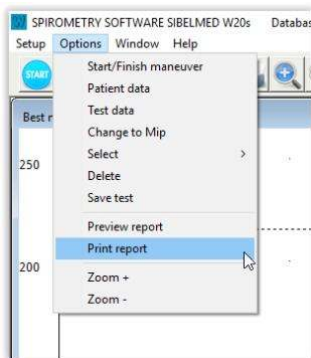 SPIROMETRY SOFTWARE SIBELMED W20s Databas
Setup Options Window Help
START
Start/Finish maneuver
Patient data
Test data
Change to Mip
Select >
Delete
Save test
Preview report
Print report
Zoom +
Zoom -
Best
250
200